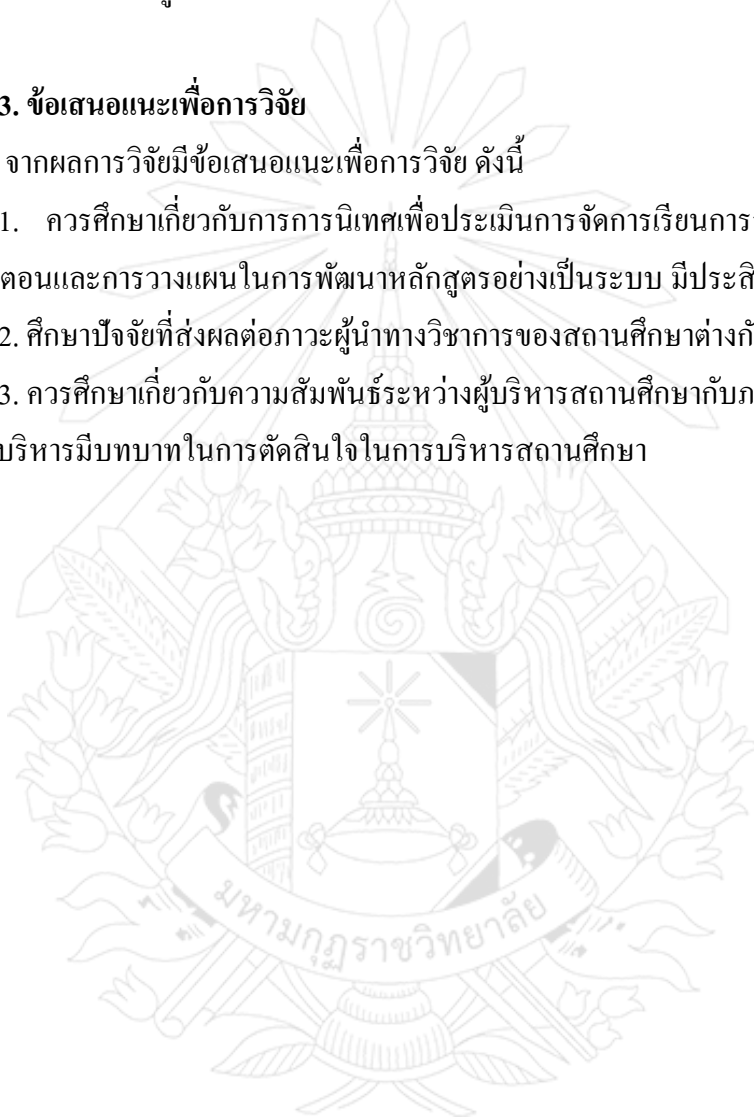 3. ข้อเสนอแนะเพื่อการวิจัย
จากผลการวิจัยมีข้อเสนอแนะเพื่อการวิจัย ดังนี้
1. ควรศึกษาเกี่ยวกับการการนิเทศเพื่อประเมินการจัดการเรียนการ
ตอนและการวางแผนในการพัฒนาหลักสูตรอย่างเป็นระบบ
2. ศึกษาปัจจัยที่ส่งผลต่อภาวะผู้นำทางวิชาการของสถานศึกษา
3. ควรศึกษาเกี่ยวกับความสัมพันธ์ระหว่างผู้บริหารสถานศึกษากับ
บริหารมีบทบาทในการตัดสินใจในการบริหารสถานศึกษา
มหามกุฏราชวิทยาลัย